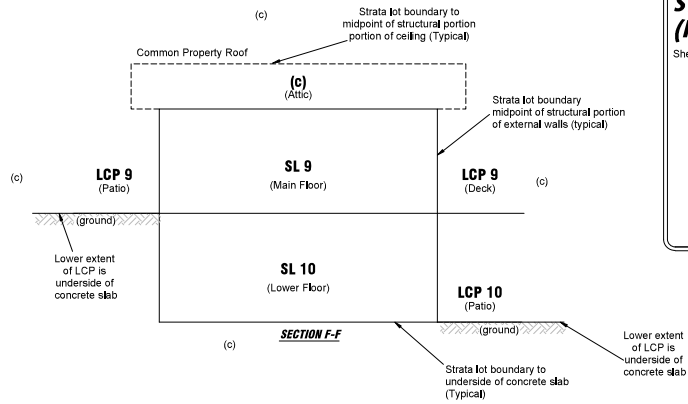 (c)
Strata lot boundary to
midpoint of structural portion
portion of ceiling (Typical)
Common Property Roof
(c)
(Attic)
Strata lot boundary
midpoint of structural portion
of external walls (typical)
(c)
LCP 9
(Patio)
SL 9
(Main Floor)
LCP 9
(Deck)
(c)
(ground)
Lower extent
of LCP is
underside of
concrete slab
SL 10
(Lower Floor)
LCP 10
(Patio)
(ground)
(c)
SECTION F-F
Strata lot boundary to
underside of concrete slab
(Typical)
Lower extent
of LCP is
underside of
concrete slab
She